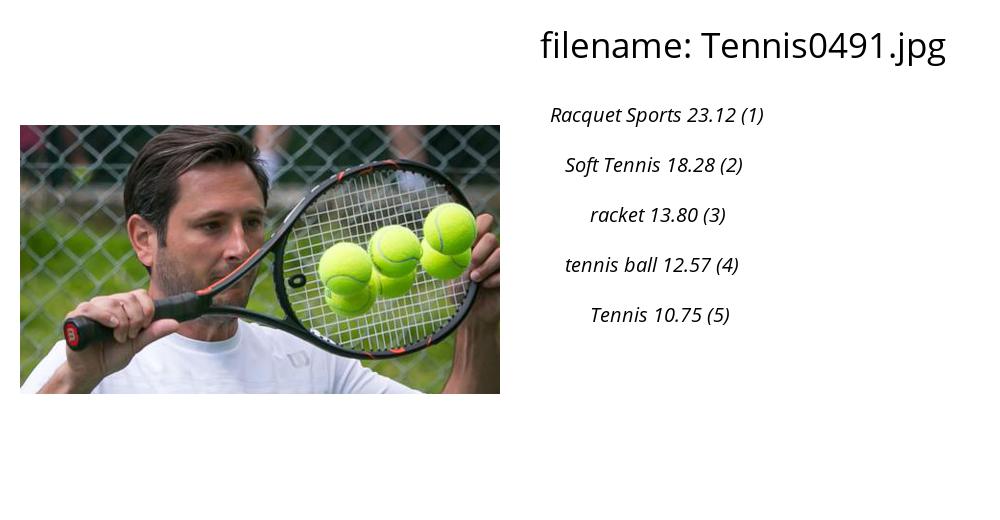 filename: Tennis0491.jpg
Racquet Sports 23.12 (1)
Soft Tennis 18.28 (2)
racket 13.80 (3)
tennis ball 12.57 (4)
Tennis 10.75 (5)